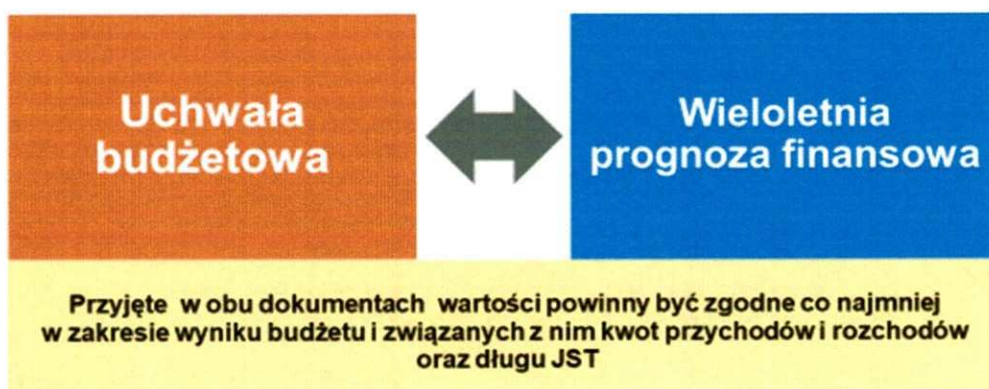 Uchwała
budżetowa
Wieloletnia
prognoza finansowa
Przyjęte w obu dokumentach wartości powinny być zgodne co najmniej
w zakresie wyniku budżetu i związanych z nim kwot przychodów i rozchodów
oraz długu JST